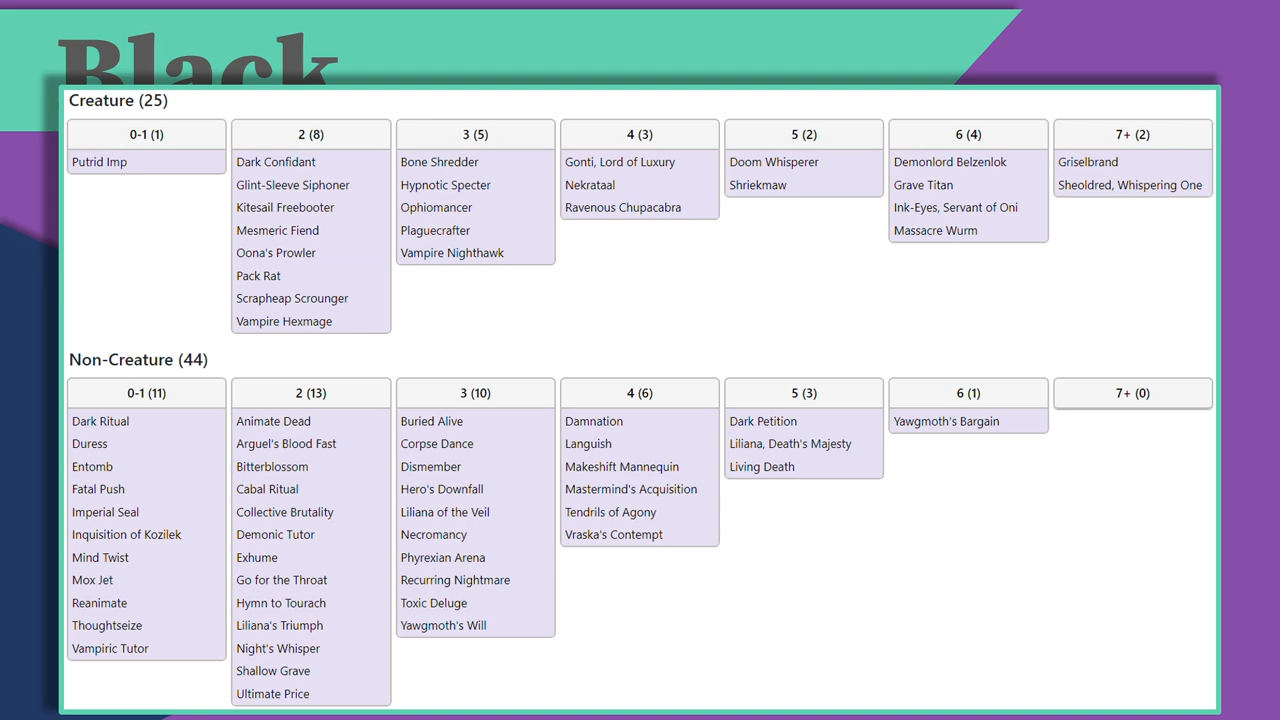 Black
Creature (25)
0-1 (1)
Putrid Imp
2 (8)
Dark Confidant
Glint-Sleeve Siphoner
Kitesail Freebooter
Mesmeric Fiend
Oona's Prowler
Pack Rat
Scrapheap Scrounger
Vampire Hexmage
3 (5)
Bone Shredder
Hypnotic Specter
Ophiomancer
Plaguecrafter
Vampire Nighthawk
4 (3)
Gonti, Lord of Luxury
Nekrataal
Ravenous Chupacabra
5 (2)
Doom Whisperer
Shriekmaw
6 (4)
Demonlord Belzenlok
Grave Titan
Ink-Eyes, Servant of Oni
Massacre Wurm
7+ (2)
Griselbrand
Sheoldred, Whispering One
Non-Creature (44)
0-1 (11)
Dark Ritual
Duress
Entomb
Fatal Push
Imperial Seal
Inquisition of Kozilek
Mind Twist
Mox Jet
Reanimate
Thoughtseize
Vampiric Tutor
2 (13)
Animate Dead
Arguel's Blood Fast
Bitterblossom
Cabal Ritual
Collective Brutality
Demonic Tutor
Exhume
Go for the Throat
Hymn to Tourach
Liliana's Triumph
Night's Whisper
Shallow Grave
Ultimate Price
3 (10)
Buried Alive
Corpse Dance
Dismember
Hero's Downfall
Liliana of the Veil
Necromancy
Phyrexian Arena
Recurring Nightmare
Toxic Deluge
Yawgmoth's Will
4 (6)
Damnation
Languish
Makeshift Mannequin
Mastermind's Acquisition
Tendrils of Agony
Vraska's Contempt
5 (3)
Dark Petition
Liliana, Death's Majesty
Living Death
6 (1)
Yawgmoth's Bargain
7+ (0)